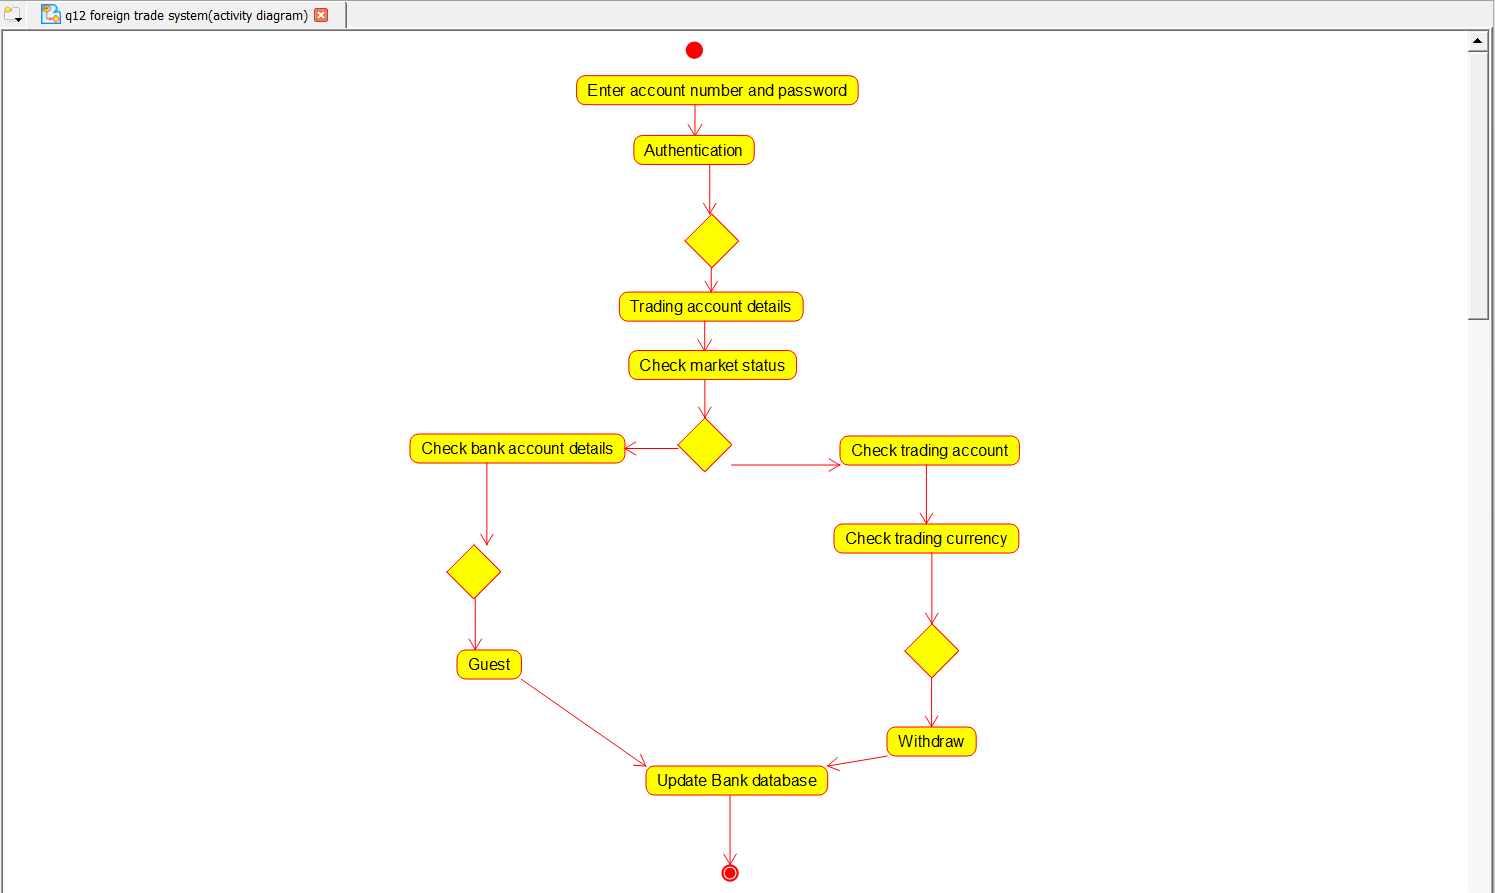 q12 foreign trade system(activity diagram)
Enter account number and password
Authentication
Trading account details
Check market status
Check bank account details
Check trading account
Check trading currency
Guest
Withdraw
Update Bank database